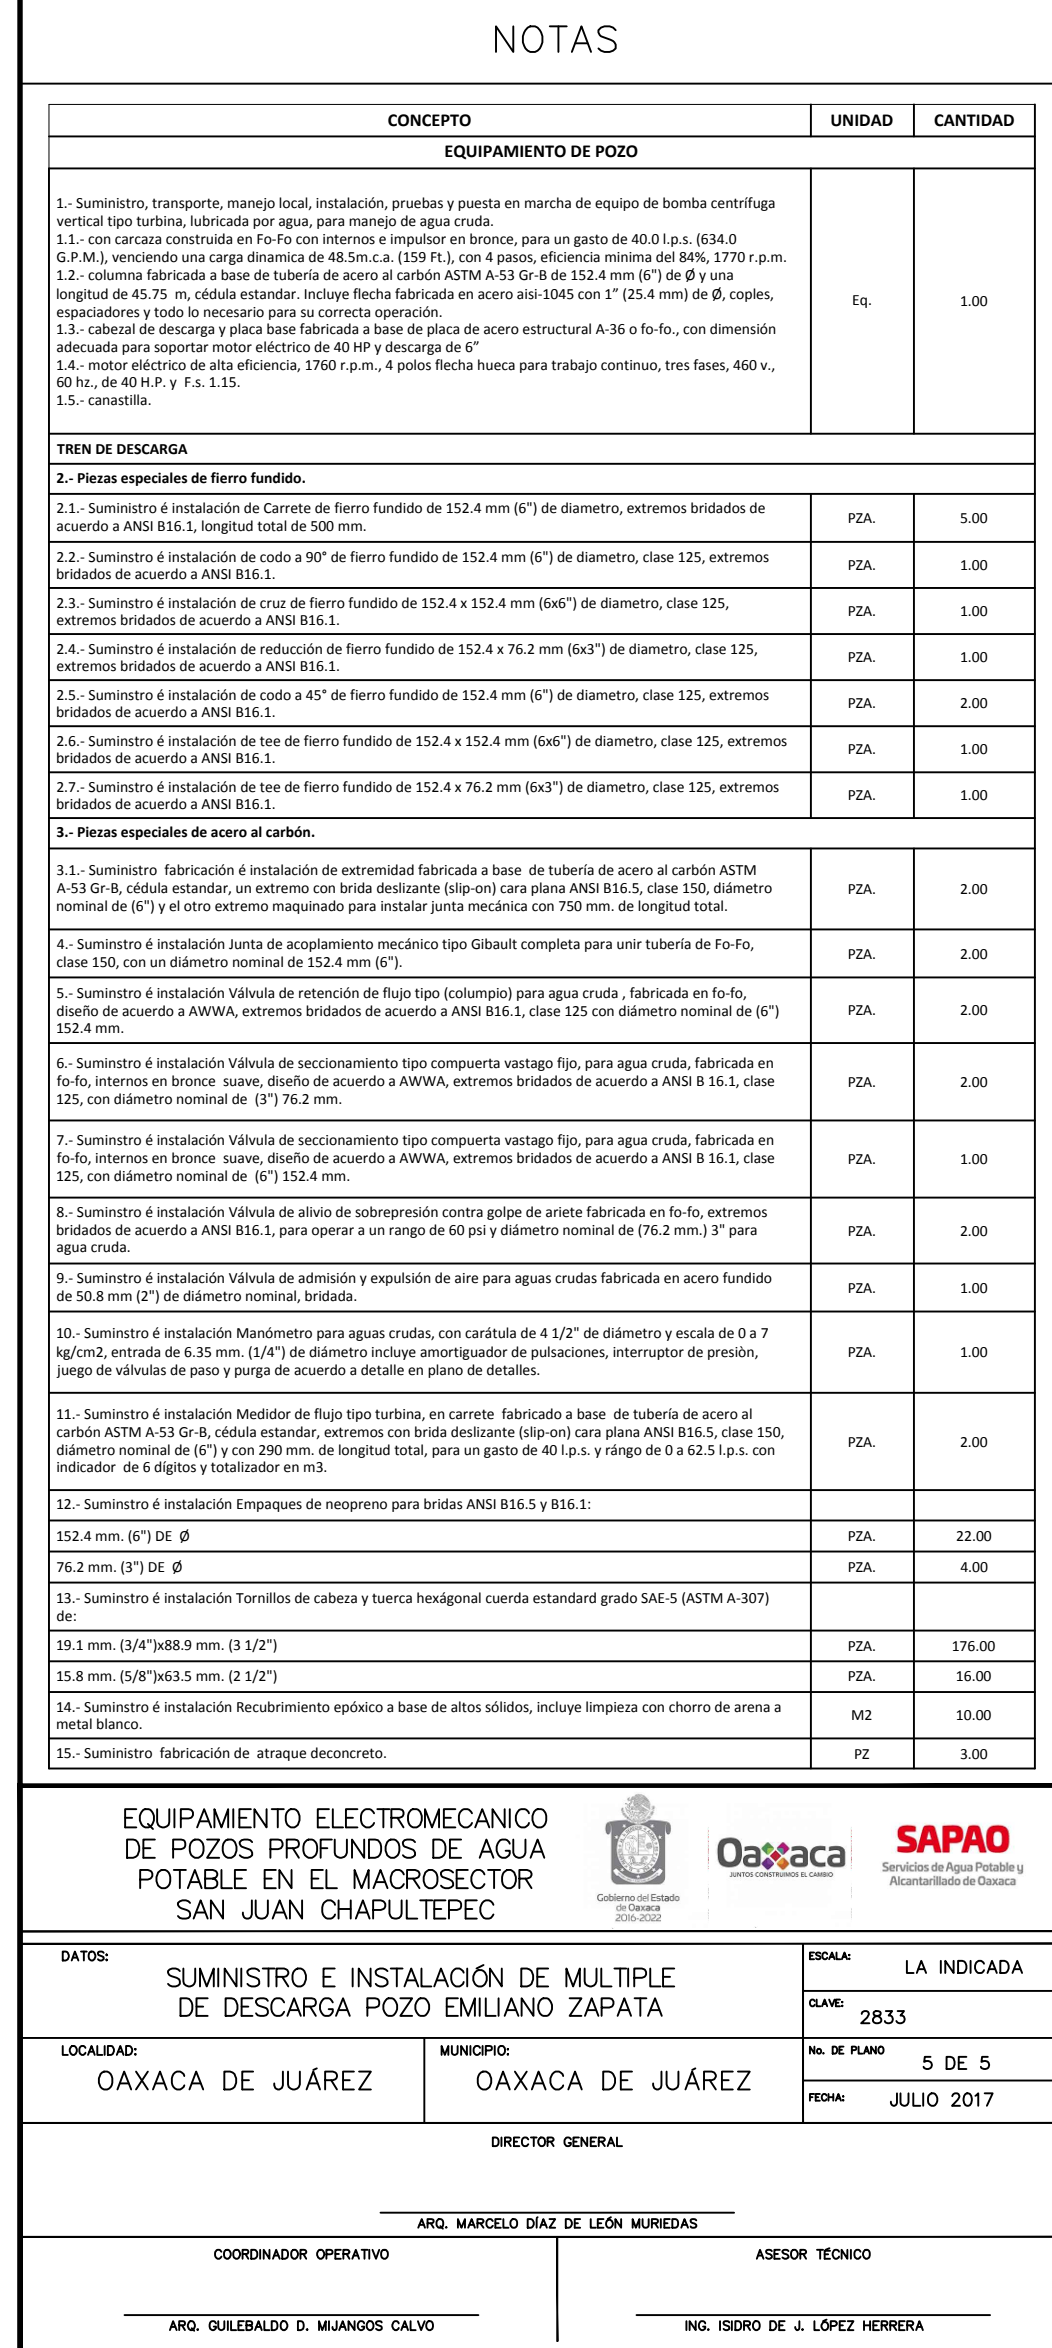 NOTAS
CONCEPTO UNIDAD CANTIDAD
EQUIPAMIENTO DE POZO
1.- Suministro, transporte, manejo local, instalación, pruebas y puesta en marcha de equipo de bomba centrífuga
vertical tipo turbina, lubricada por agua, para manejo de agua cruda.
1.1.- con carcaza construida en Fo-Fo con internos e impulsor en bronce, para un gasto de 40.0 l.p.s. (634.0
G.P.M.), venciendo una carga dinamica de 48.5m.c.a. (159 Ft.), con 4 pasos, eficiencia minima del 84%, 1770 r.p.m.
1.2.- columna fabricada a base de tubería de acero al carbón ASTM A-53 Gr-B de 152.4 mm (6") de Ø y una
longitud de 45.75 m, cédula estandar. Incluye flecha fabricada en acero aisi-1045 con 1” (25.4 mm) de Ø, coples,
espaciadores y todo lo necesario para su correcta operación.
1.3.- cabezal de descarga y placa base fabricada a base de placa de acero estructural A-36 o fo-fo., con dimensión
adecuada para soportar motor eléctrico de 40 HP y descarga de 6”
1.4.- motor eléctrico de alta eficiencia, 1760 r.p.m., 4 polos flecha hueca para trabajo continuo, tres fases, 460 v.,
60 hz., de 40 H.P. y F.s. 1.15.
1.5.- canastilla.
Eq. 1.00
TREN DE DESCARGA
2.- Piezas especiales de fierro fundido.
2.1.- Suministro é instalación de Carrete de fierro fundido de 152.4 mm (6") de diametro, extremos bridados de
acuerdo a ANSI B16.1, longitud total de 500 mm.
PZA. 5.00
2.2.- Suminstro é instalación de codo a 90° de fierro fundido de 152.4 mm (6") de diametro, clase 125, extremos
bridados de acuerdo a ANSI B16.1.
PZA. 1.00
2.3.- Suminstro é instalación de cruz de fierro fundido de 152.4 x 152.4 mm (6x6") de diametro, clase 125,
extremos bridados de acuerdo a ANSI B16.1.
PZA. 1.00
2.4.- Suminstro é instalación de reducción de fierro fundido de 152.4 x 76.2 mm (6x3") de diametro, clase 125,
extremos bridados de acuerdo a ANSI B16.1.
PZA. 1.00
2.5.- Suminstro é instalación de codo a 45° de fierro fundido de 152.4 mm (6") de diametro, clase 125, extremos
bridados de acuerdo a ANSI B16.1.
PZA. 2.00
2.6.- Suminstro é instalación de tee de fierro fundido de 152.4 x 152.4 mm (6x6") de diametro, clase 125, extremos
bridados de acuerdo a ANSI B16.1.
PZA. 1.00
2.7.- Suminstro é instalación de tee de fierro fundido de 152.4 x 76.2 mm (6x3") de diametro, clase 125, extremos
bridados de acuerdo a ANSI B16.1.
PZA. 1.00
3.- Piezas especiales de acero al carbón.
3.1.- Suministro fabricación é instalación de extremidad fabricada a base de tubería de acero al carbón ASTM
A-53 Gr-B, cédula estandar, un extremo con brida deslizante (slip-on) cara plana ANSI B16.5, clase 150, diámetro
nominal de (6") y el otro extremo maquinado para instalar junta mecánica con 750 mm. de longitud total.
PZA. 2.00
4.- Suminstro é instalación Junta de acoplamiento mecánico tipo Gibault completa para unir tubería de Fo-Fo,
clase 150, con un diámetro nominal de 152.4 mm (6").
PZA. 2.00
5.- Suminstro é instalación Válvula de retención de flujo tipo (columpio) para agua cruda , fabricada en fo-fo,
diseño de acuerdo a AWWA, extremos bridados de acuerdo a ANSI B16.1, clase 125 con diámetro nominal de (6")
152.4 mm.
PZA. 2.00
6.- Suminstro é instalación Válvula de seccionamiento tipo compuerta vastago fijo, para agua cruda, fabricada en
fo-fo, internos en bronce suave, diseño de acuerdo a AWWA, extremos bridados de acuerdo a ANSI B 16.1, clase
125, con diámetro nominal de (3") 76.2 mm.
PZA. 2.00
7.- Suminstro é instalación Válvula de seccionamiento tipo compuerta vastago fijo, para agua cruda, fabricada en
fo-fo, internos en bronce suave, diseño de acuerdo a AWWA, extremos bridados de acuerdo a ANSI B 16.1, clase
125, con diámetro nominal de (6") 152.4 mm.
PZA. 1.00
8.- Suminstro é instalación Válvula de alivio de sobrepresión contra golpe de ariete fabricada en fo-fo, extremos
bridados de acuerdo a ANSI B16.1, para operar a un rango de 60 psi y diámetro nominal de (76.2 mm.) 3" para
agua cruda.
PZA. 2.00
9.- Suminstro é instalación Válvula de admisión y expulsión de aire para aguas crudas fabricada en acero fundido
de 50.8 mm (2") de diámetro nominal, bridada.
PZA. 1.00
10.- Suminstro é instalación Manómetro para aguas crudas, con carátula de 4 1/2" de diámetro y escala de 0 a 7
kg/cm2, entrada de 6.35 mm. (1/4") de diámetro incluye amortiguador de pulsaciones, interruptor de presiòn,
juego de válvulas de paso y purga de acuerdo a detalle en plano de detalles.
PZA. 1.00
11.- Suminstro é instalación Medidor de flujo tipo turbina, en carrete fabricado a base de tubería de acero al
carbón ASTM A-53 Gr-B, cédula estandar, extremos con brida deslizante (slip-on) cara plana ANSI B16.5, clase 150,
diámetro nominal de (6") y con 290 mm. de longitud total, para un gasto de 40 l.p.s. y rángo de 0 a 62.5 l.p.s. con
indicador de 6 dígitos y totalizador en m3.
PZA. 2.00
12.- Suminstro é instalación Empaques de neopreno para bridas ANSI B16.5 y B16.1:
152.4 mm. (6") DE Ø PZA. 22.00
76.2 mm. (3") DE Ø PZA. 4.00
13.- Suminstro é instalación Tornillos de cabeza y tuerca hexágonal cuerda estandard grado SAE-5 (ASTM A-307)
de:
19.1 mm. (3/4")x88.9 mm. (3 1/2") PZA. 176.00
15.8 mm. (5/8")x63.5 mm. (2 1/2") PZA. 16.00
14.- Suminstro é instalación Recubrimiento epóxico a base de altos sólidos, incluye limpieza con chorro de arena a
metal blanco.
M2 10.00
15.- Suministro fabricación de atraque deconcreto. PZ 3.00
EQUIPAMIENTO ELECTROMECANICO
DE POZOS PROFUNDOS DE AGUA
POTABLE EN EL MACROSECTOR
SAN JUAN CHAPULTEPEC
Gobierno del Estado
de Oaxaca
2016-2022
Oaxaca
JUNTOS CONSTRUIMOS EL CAMBIO
SAPAO
Servicios de Agua Potable y
Alcantarillado de Oaxaca
DATOS:
SUMINISTRO E INSTALACIÓN DE MULTIPLE
DE DESCARGA POZO EMILIANO ZAPATA
ESCALA: LA INDICADA
CLAVE: 2833
LOCALIDAD:
OAXACA DE JUÁREZ
MUNICIPIO:
OAXACA DE JUÁREZ
No. DE PLANO 5 DE 5
FECHA: JULIO 2017
DIRECTOR GENERAL
ARQ. MARCELO DÍAZ DE LEÓN MURIEDAS
COORDINADOR OPERATIVO
ARQ. GUILEBALDO D. MIJANGOS CALVO
ASESOR TÉCNICO
ING. ISIDRO DE J. LÓPEZ HERRERA